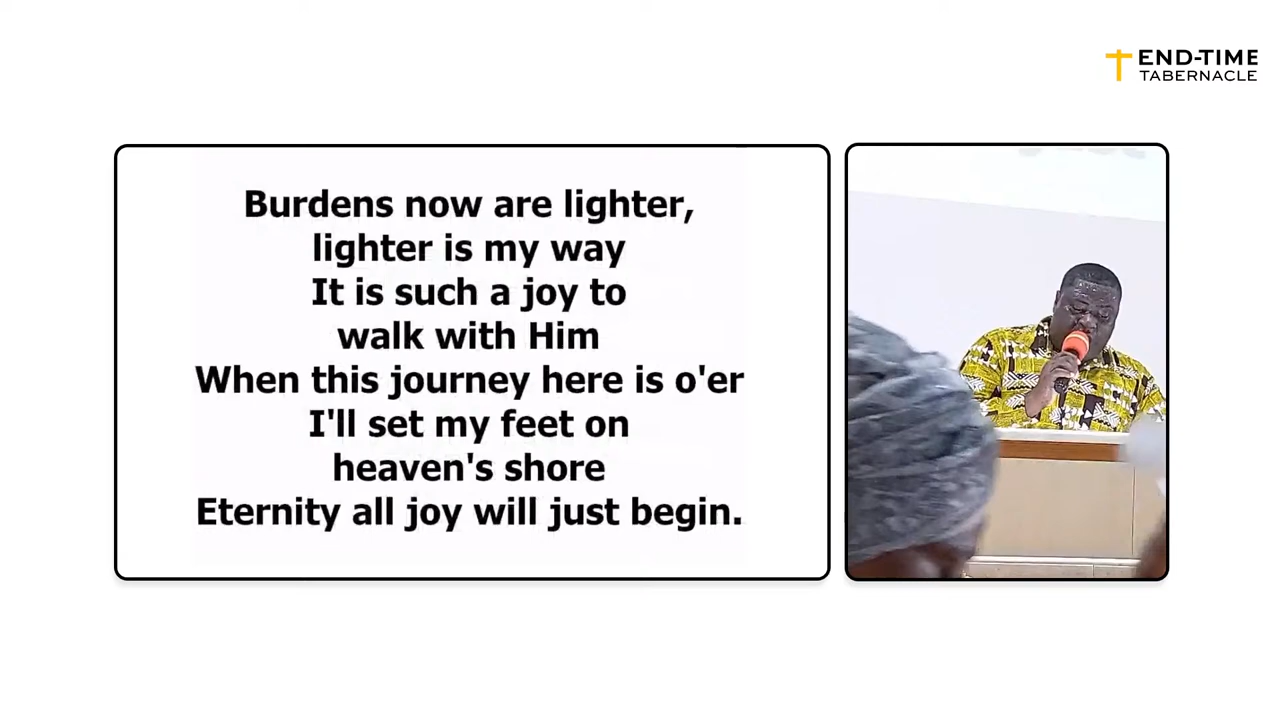 END-TIME
TABERNACLE
Burdens now are lighter,
lighter is my way
It is such a joy to
walk with Him
When this journey here is o'er
I'll set my feet on
heaven's shore
Eternity all joy will just begin.